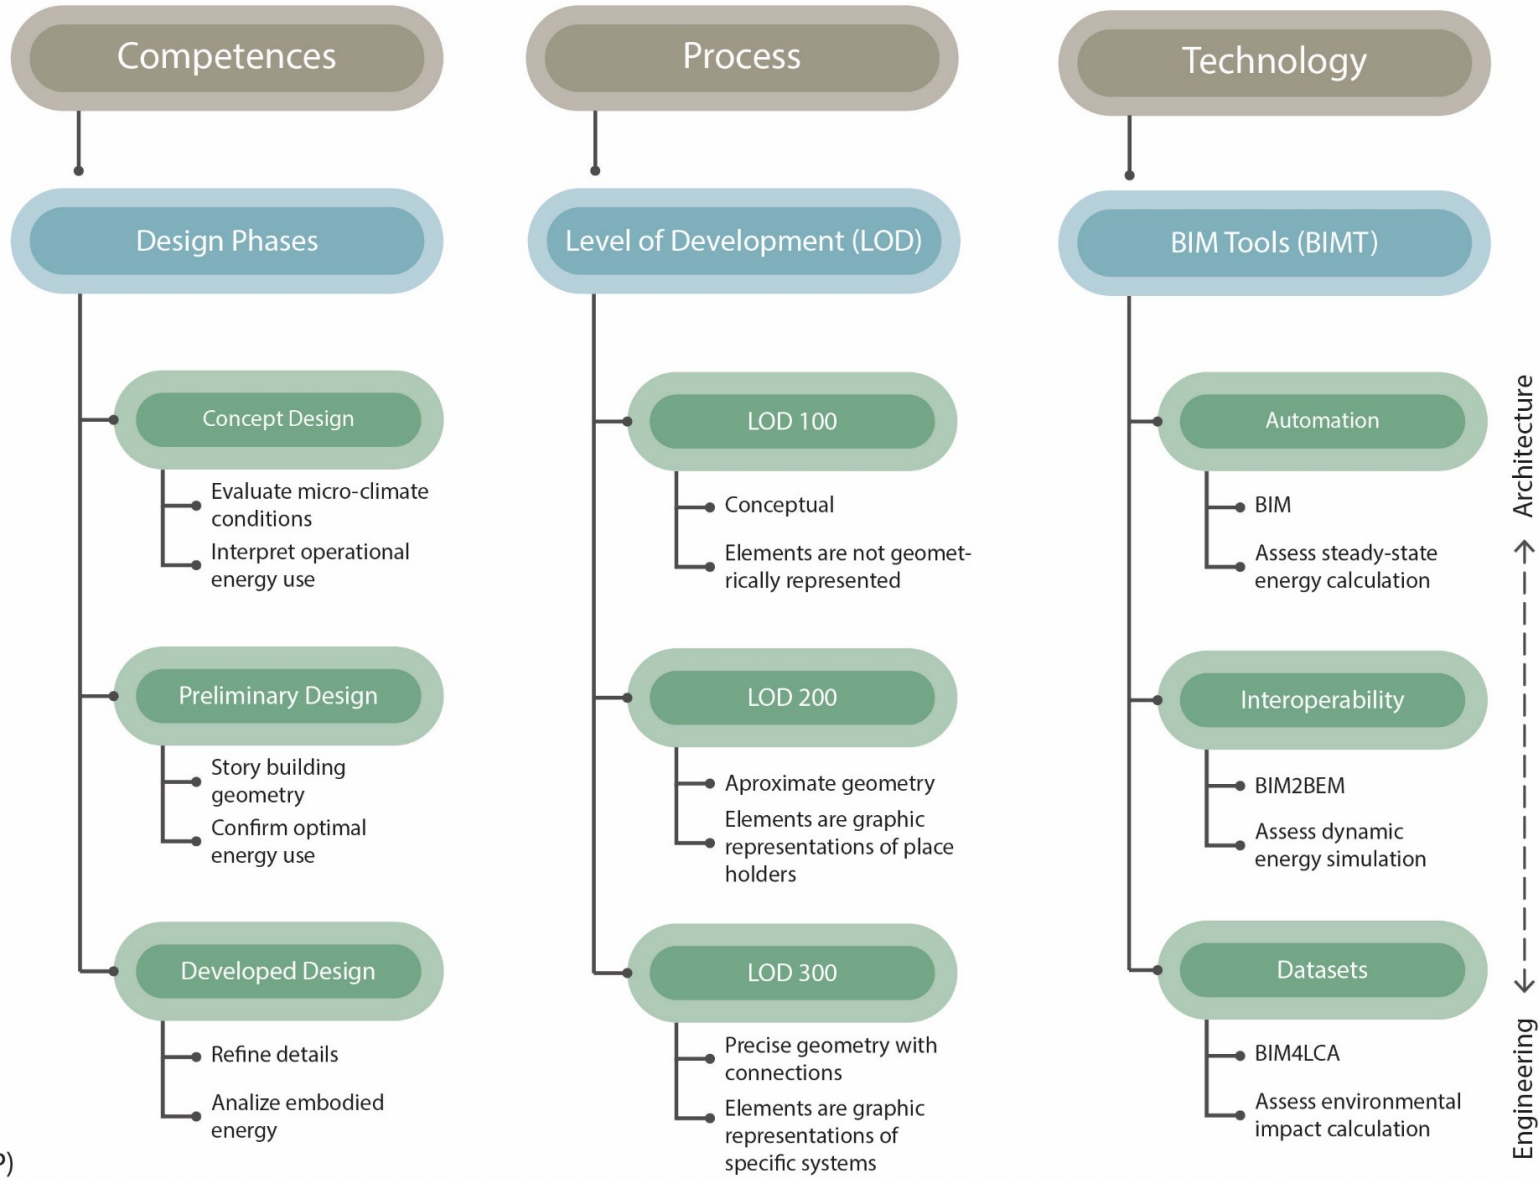 Competences
Design Phases
Concept Design
Evaluate micro-climate
conditions
Interpret operational
energy use
Preliminary Design
Story building
geometry
Confirm optimal
energy use
Developed Design
Refine details
Analize embodied
energy
P)
Process
Level of Development (LOD)
LOD 100
Conceptual
Elements are not geomet-
rically represented
LOD 200
Aproximate geometry
Elements are graphic
representations of place
holders
LOD 300
Precise geometry with
connections
Elements are graphic
representations of
specific systems
Technology
BIM Tools (BIMT)
Automation
BIM
Assess steady-state
energy calculation
Interoperability
BIM2BEM
Assess dynamic
energy simulation
Datasets
BIM4LCA
Assess environmental
impact calculation
Architecture
Engineering